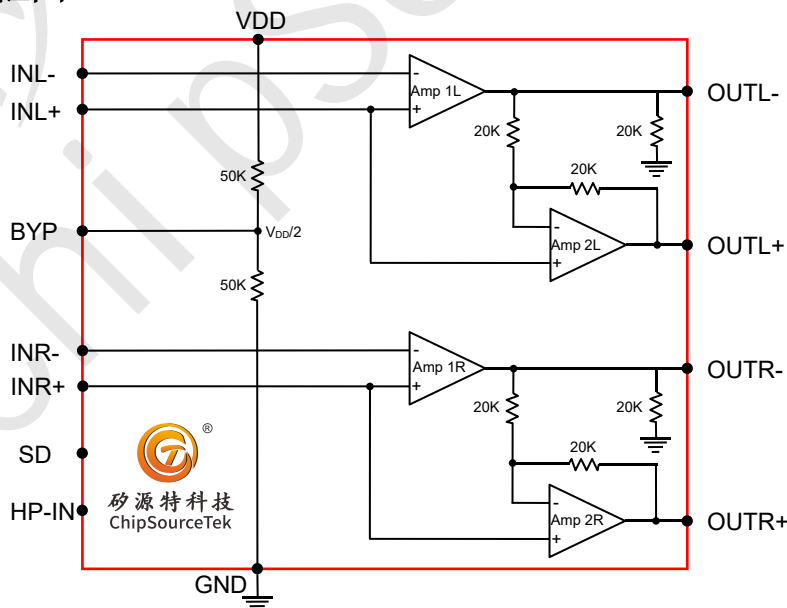 VDD
INL-
INL+
Amp 1L
-
+
OUTL-
20K
20K
20K
50K
BYP
VDD/2
-
+
Amp 2L
OUTL+
50K
INR-
INR+
Amp 1R
-
+
OUTR-
20K
20K
20K
SD
®
矽源特科技
ChipSourceTek
HP-IN
-
+
Amp 2R
OUTR+
GND